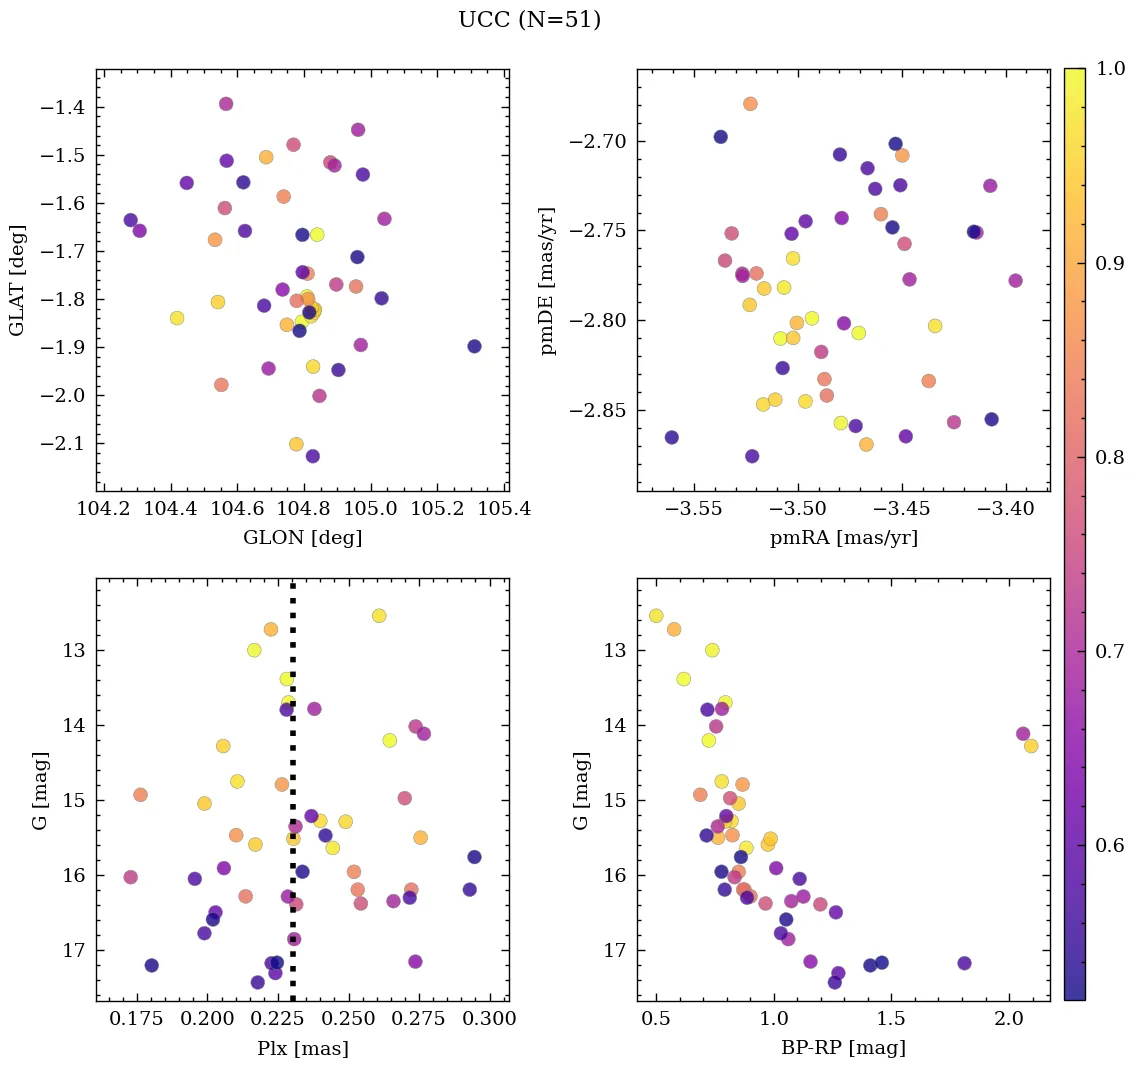 UCC (N=51)
−1.4
−1.5
−1.6
−1.7
−1.8
−1.9
−2.0
−2.1
GLAT [deg]
104.2 104.4 104.6 104.8 105.0 105.2 105.4
GLON [deg]
−2.70
−2.75
−2.80
−2.85
pmDE [mas/yr]
−3.55 −3.50 −3.45 −3.40
pmRA [mas/yr]
1.0
0.9
0.8
0.7
0.6
13
14
15
16
17
G [mag]
0.175 0.200 0.225 0.250 0.275 0.300
Plx [mas]
13
14
15
16
17
G [mag]
0.5 1.0 1.5 2.0
BP-RP [mag]